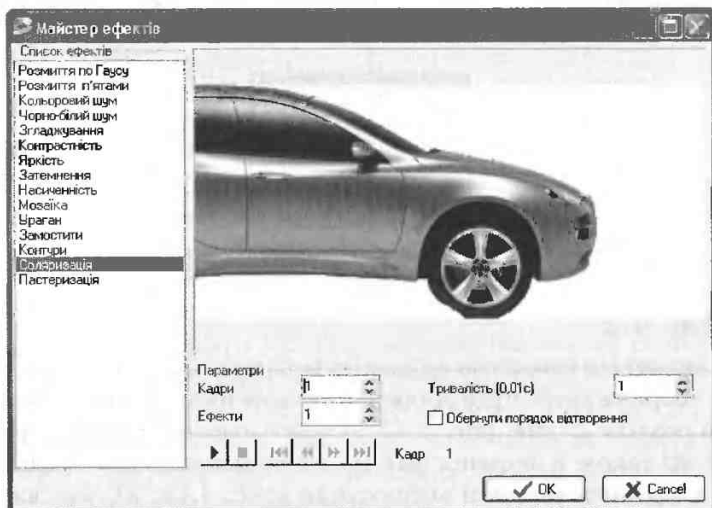 Майстер ефектів
Список ефектів
Розмиття по Гаусу
Розмиття п'ятами
Кольоровий шум
Чорно-білий шум
Згладжування
Контрастність
Яркість
Затемнення
Насиченність
Мозаїка
Ураган
Замостити
Контури
Соляризація
Пастеризація
Параметри
Кадри 1 Тривалість (0,01с) 1
Ефекти 1 Обернути порядок відтворення
Кадр 1
OK Cancel